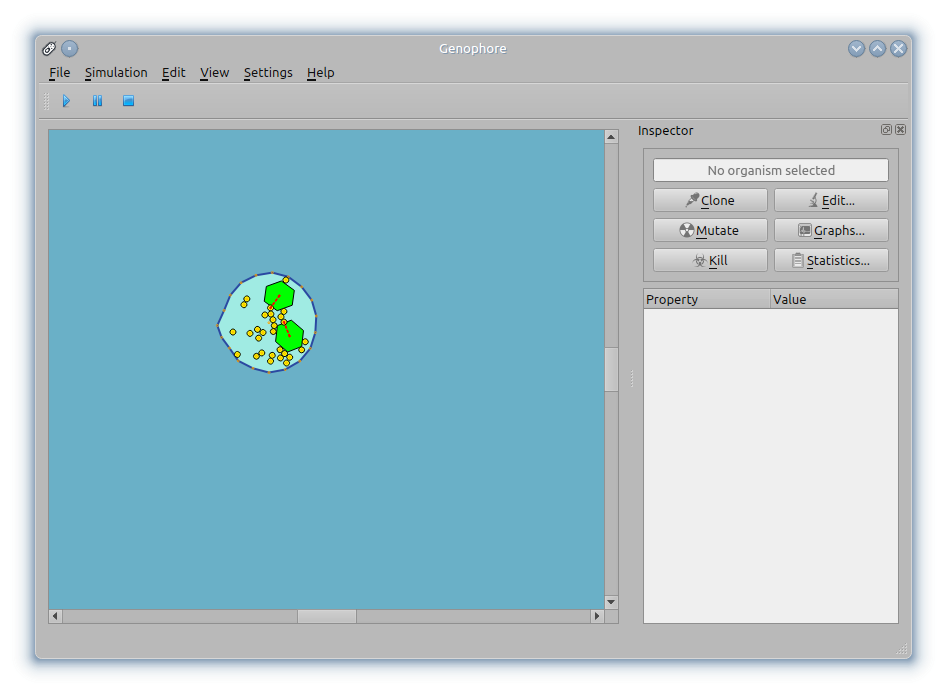 Genophore
File Simulation Edit View Settings Help
Inspector
No organism selected
Clone Edit...
Mutate Graphs...
Kill Statistics...
Property Value